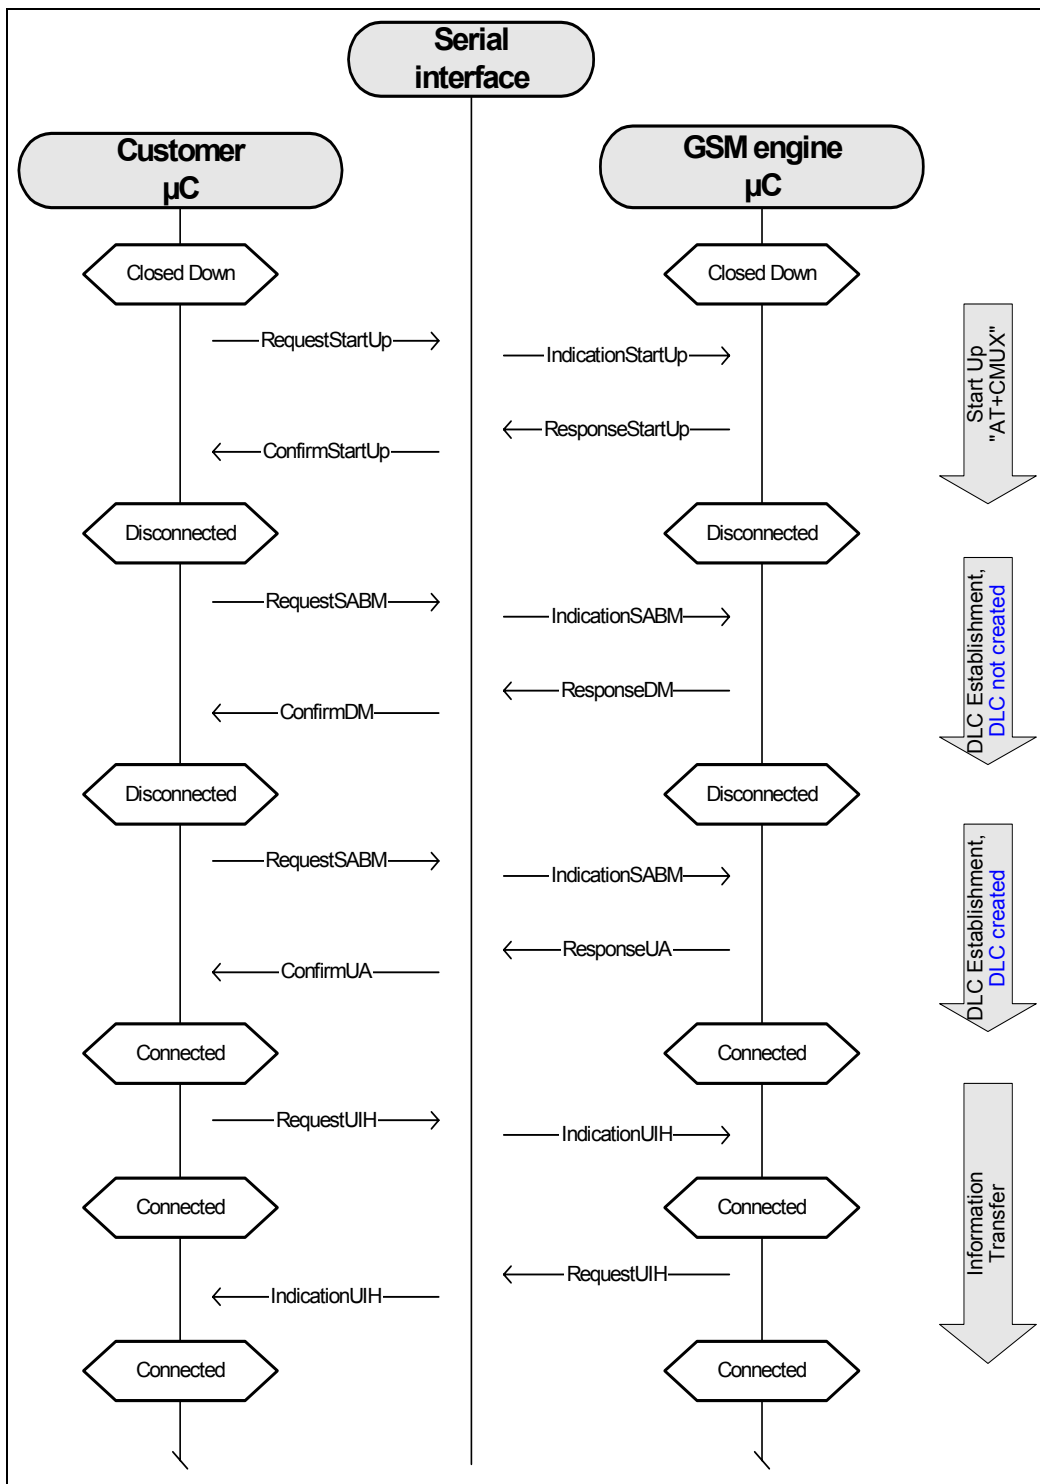 Serial
interface
Customer
µC
GSM engine
µC
Closed Down
Closed Down
RequestStartUp
IndicationStartUp
ResponseStartUp
ConfirmStartUp
Start Up
"AT+CMUX"
Disconnected
Disconnected
RequestSABM
IndicationSABM
ResponseDM
ConfirmDM
DLC Establishment,
DLC not created
Disconnected
Disconnected
RequestSABM
IndicationSABM
ResponseUA
ConfirmUA
DLC Establishment,
DLC created
Connected
Connected
RequestUIH
IndicationUIH
Connected
Connected
RequestUIH
IndicationUIH
Information
Transfer
Connected
Connected